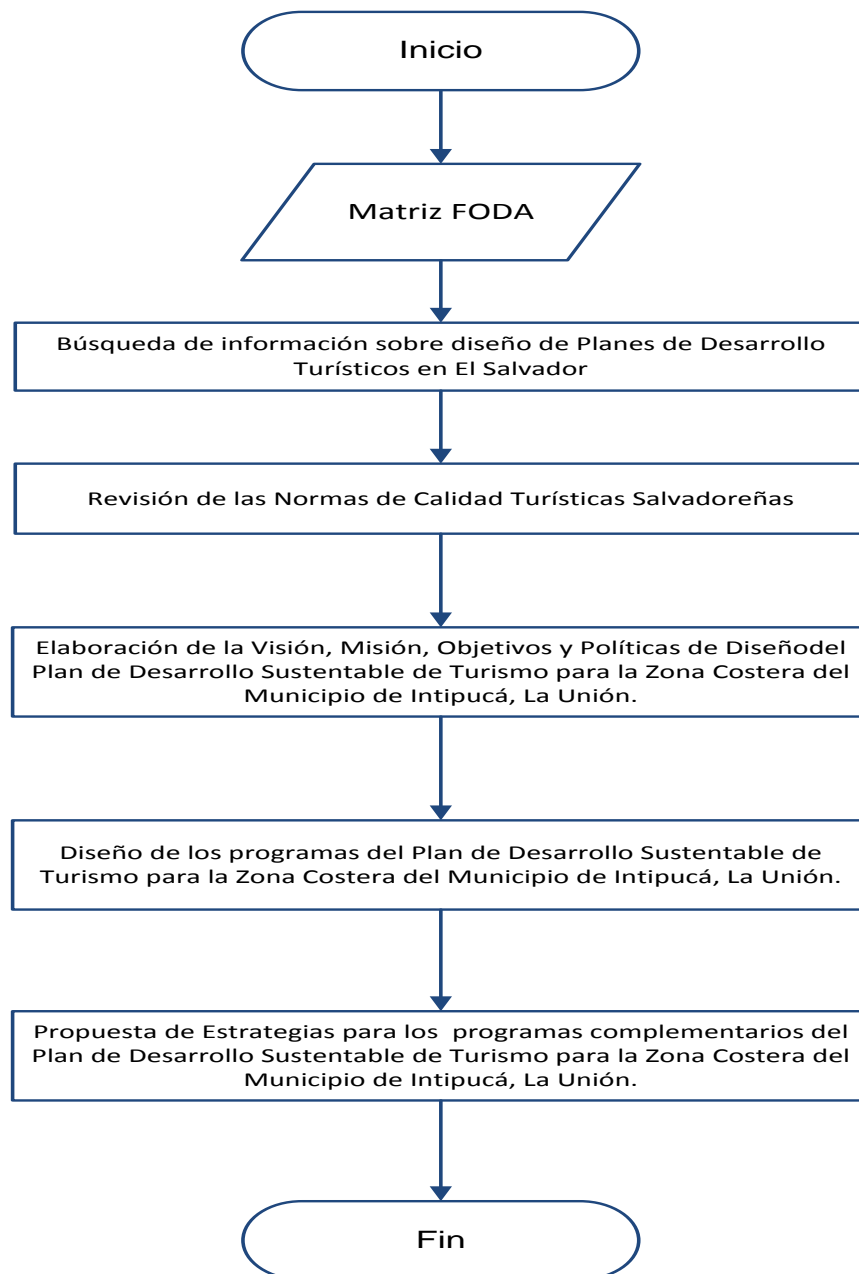 Inicio
Matriz FODA
Búsqueda de información sobre diseño de Planes de Desarrollo
Turísticos en El Salvador
Revisión de las Normas de Calidad Turísticas Salvadoreñas
Elaboración de la Visión, Misión, Objetivos y Políticas de Diseñodel
Plan de Desarrollo Sustentable de Turismo para la Zona Costera del
Municipio de Intipucá, La Unión.
Diseño de los programas del Plan de Desarrollo Sustentable de
Turismo para la Zona Costera del Municipio de Intipucá, La Unión.
Propuesta de Estrategias para los programas complementarios del
Plan de Desarrollo Sustentable de Turismo para la Zona Costera del
Municipio de Intipucá, La Unión.
Fin